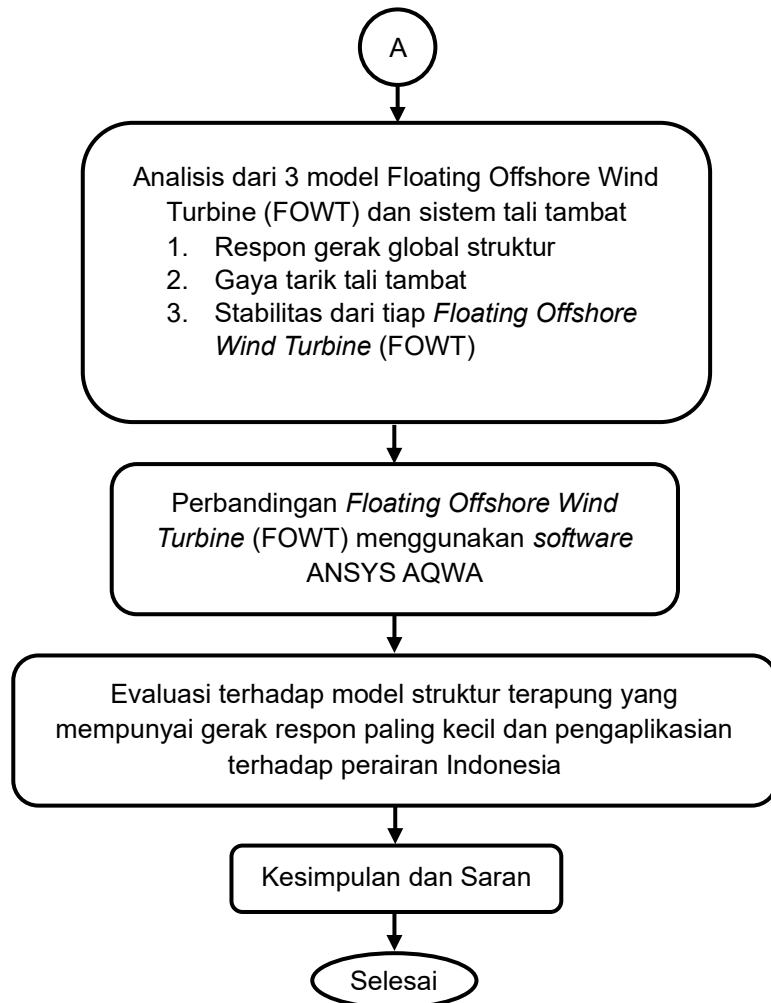 A
Analisis dari 3 model Floating Offshore Wind
Turbine (FOWT) dan sistem tali tambat
1. Respon gerak global struktur
2. Gaya tarik tali tambat
3. Stabilitas dari tiap Floating Offshore
Wind Turbine (FOWT)
Perbandingan Floating Offshore Wind
Turbine (FOWT) menggunakan software
ANSYS AQWA
Evaluasi terhadap model struktur terapung yang
mempunyai gerak respon paling kecil dan pengaplikasian
terhadap perairan Indonesia
Kesimpulan dan Saran
Selesai